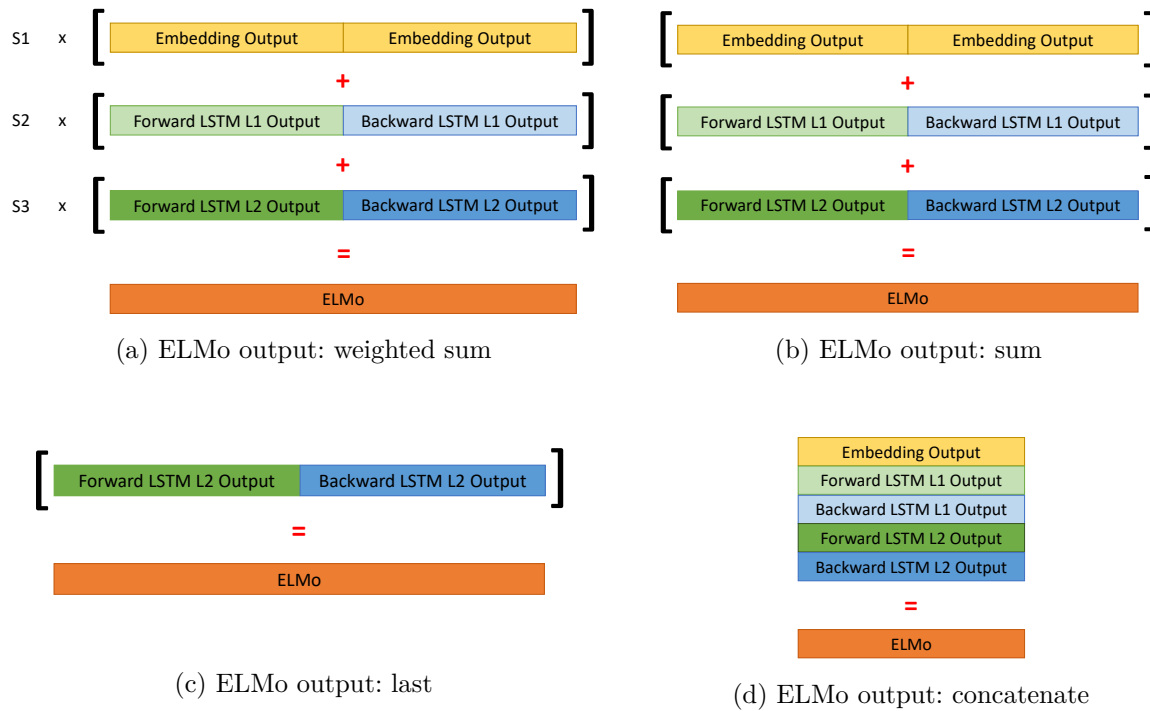 S1 x [ Embedding Output Embedding Output ]
+
S2 x [ Forward LSTM L1 Output Backward LSTM L1 Output ]
+
S3 x [ Forward LSTM L2 Output Backward LSTM L2 Output ]
=
ELMo
(a) ELMo output: weighted sum
[ Embedding Output Embedding Output ]
+
[ Forward LSTM L1 Output Backward LSTM L1 Output ]
+
[ Forward LSTM L2 Output Backward LSTM L2 Output ]
=
ELMo
(b) ELMo output: sum
[ Forward LSTM L2 Output Backward LSTM L2 Output ]
=
ELMo
(c) ELMo output: last
Embedding Output
Forward LSTM L1 Output
Backward LSTM L1 Output
Forward LSTM L2 Output
Backward LSTM L2 Output
=
ELMo
(d) ELMo output: concatenate